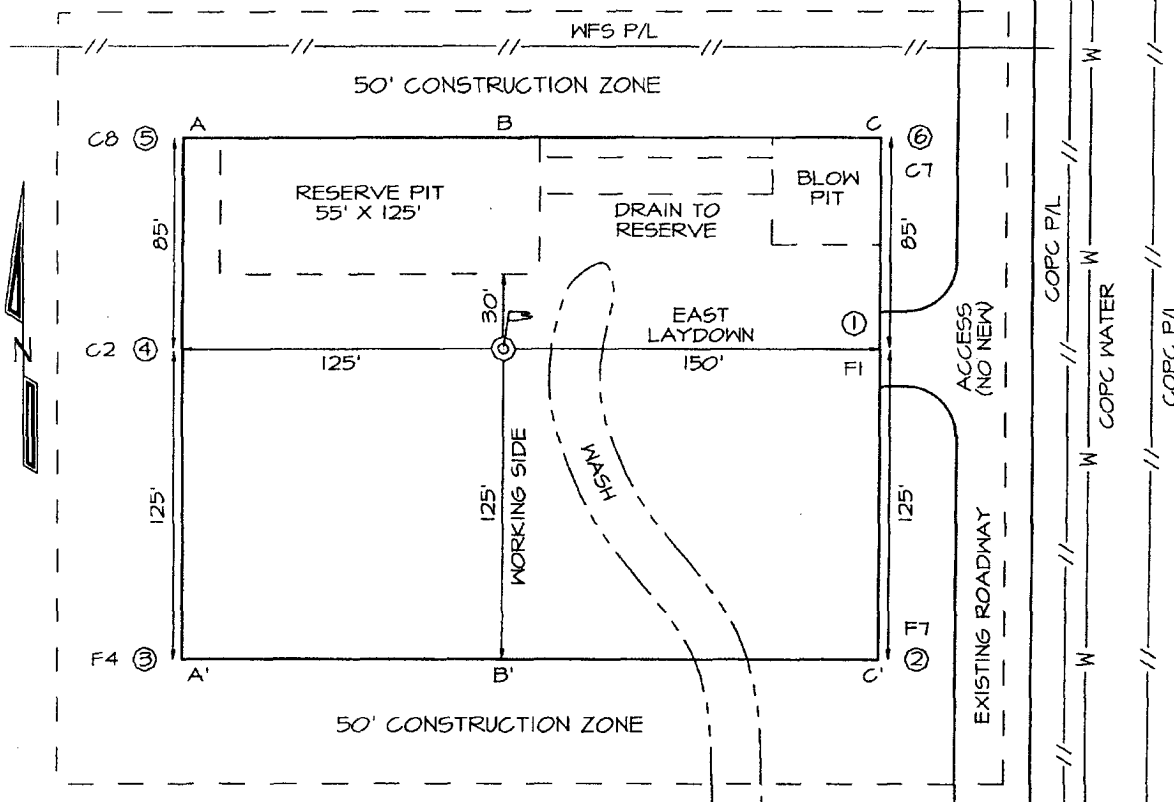 WFS P/L
50' CONSTRUCTION ZONE
A
B
C
C8 5
6
C7
RESERVE PIT
55' X 125'
BLOW
PIT
DRAIN TO
RESERVE
85'
85'
30'
EAST
LAYDOWN
1
C2 4
125'
150'
F1
N
ACCESS
(NO NEW)
COPC P/L
COPC WATER
COPC P/L
W
W
W
W
WASH
125'
125'
WORKING SIDE
125'
EXISTING ROADWAY
F4 3
F7
2
A'
B'
C'
50' CONSTRUCTION ZONE